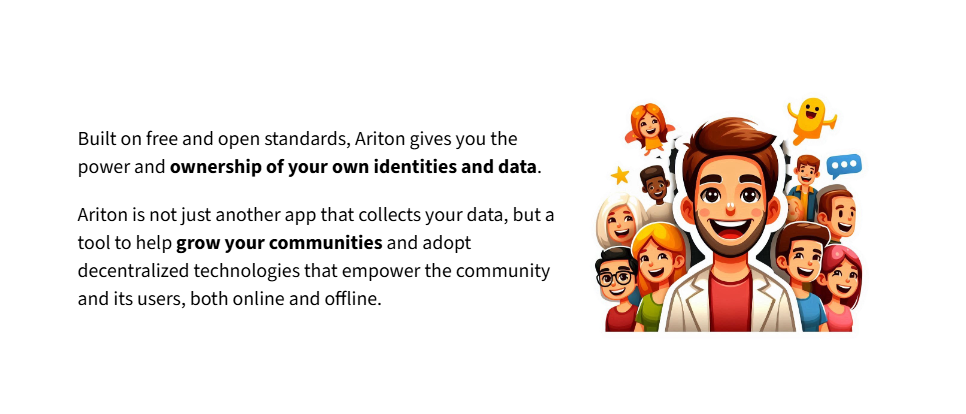 Built on free and open standards, Ariton gives you the
power and ownership of your own identities and data.
Ariton is not just another app that collects your data, but a
tool to help grow your communities and adopt
decentralized technologies that empower the community
and its users, both online and offline.